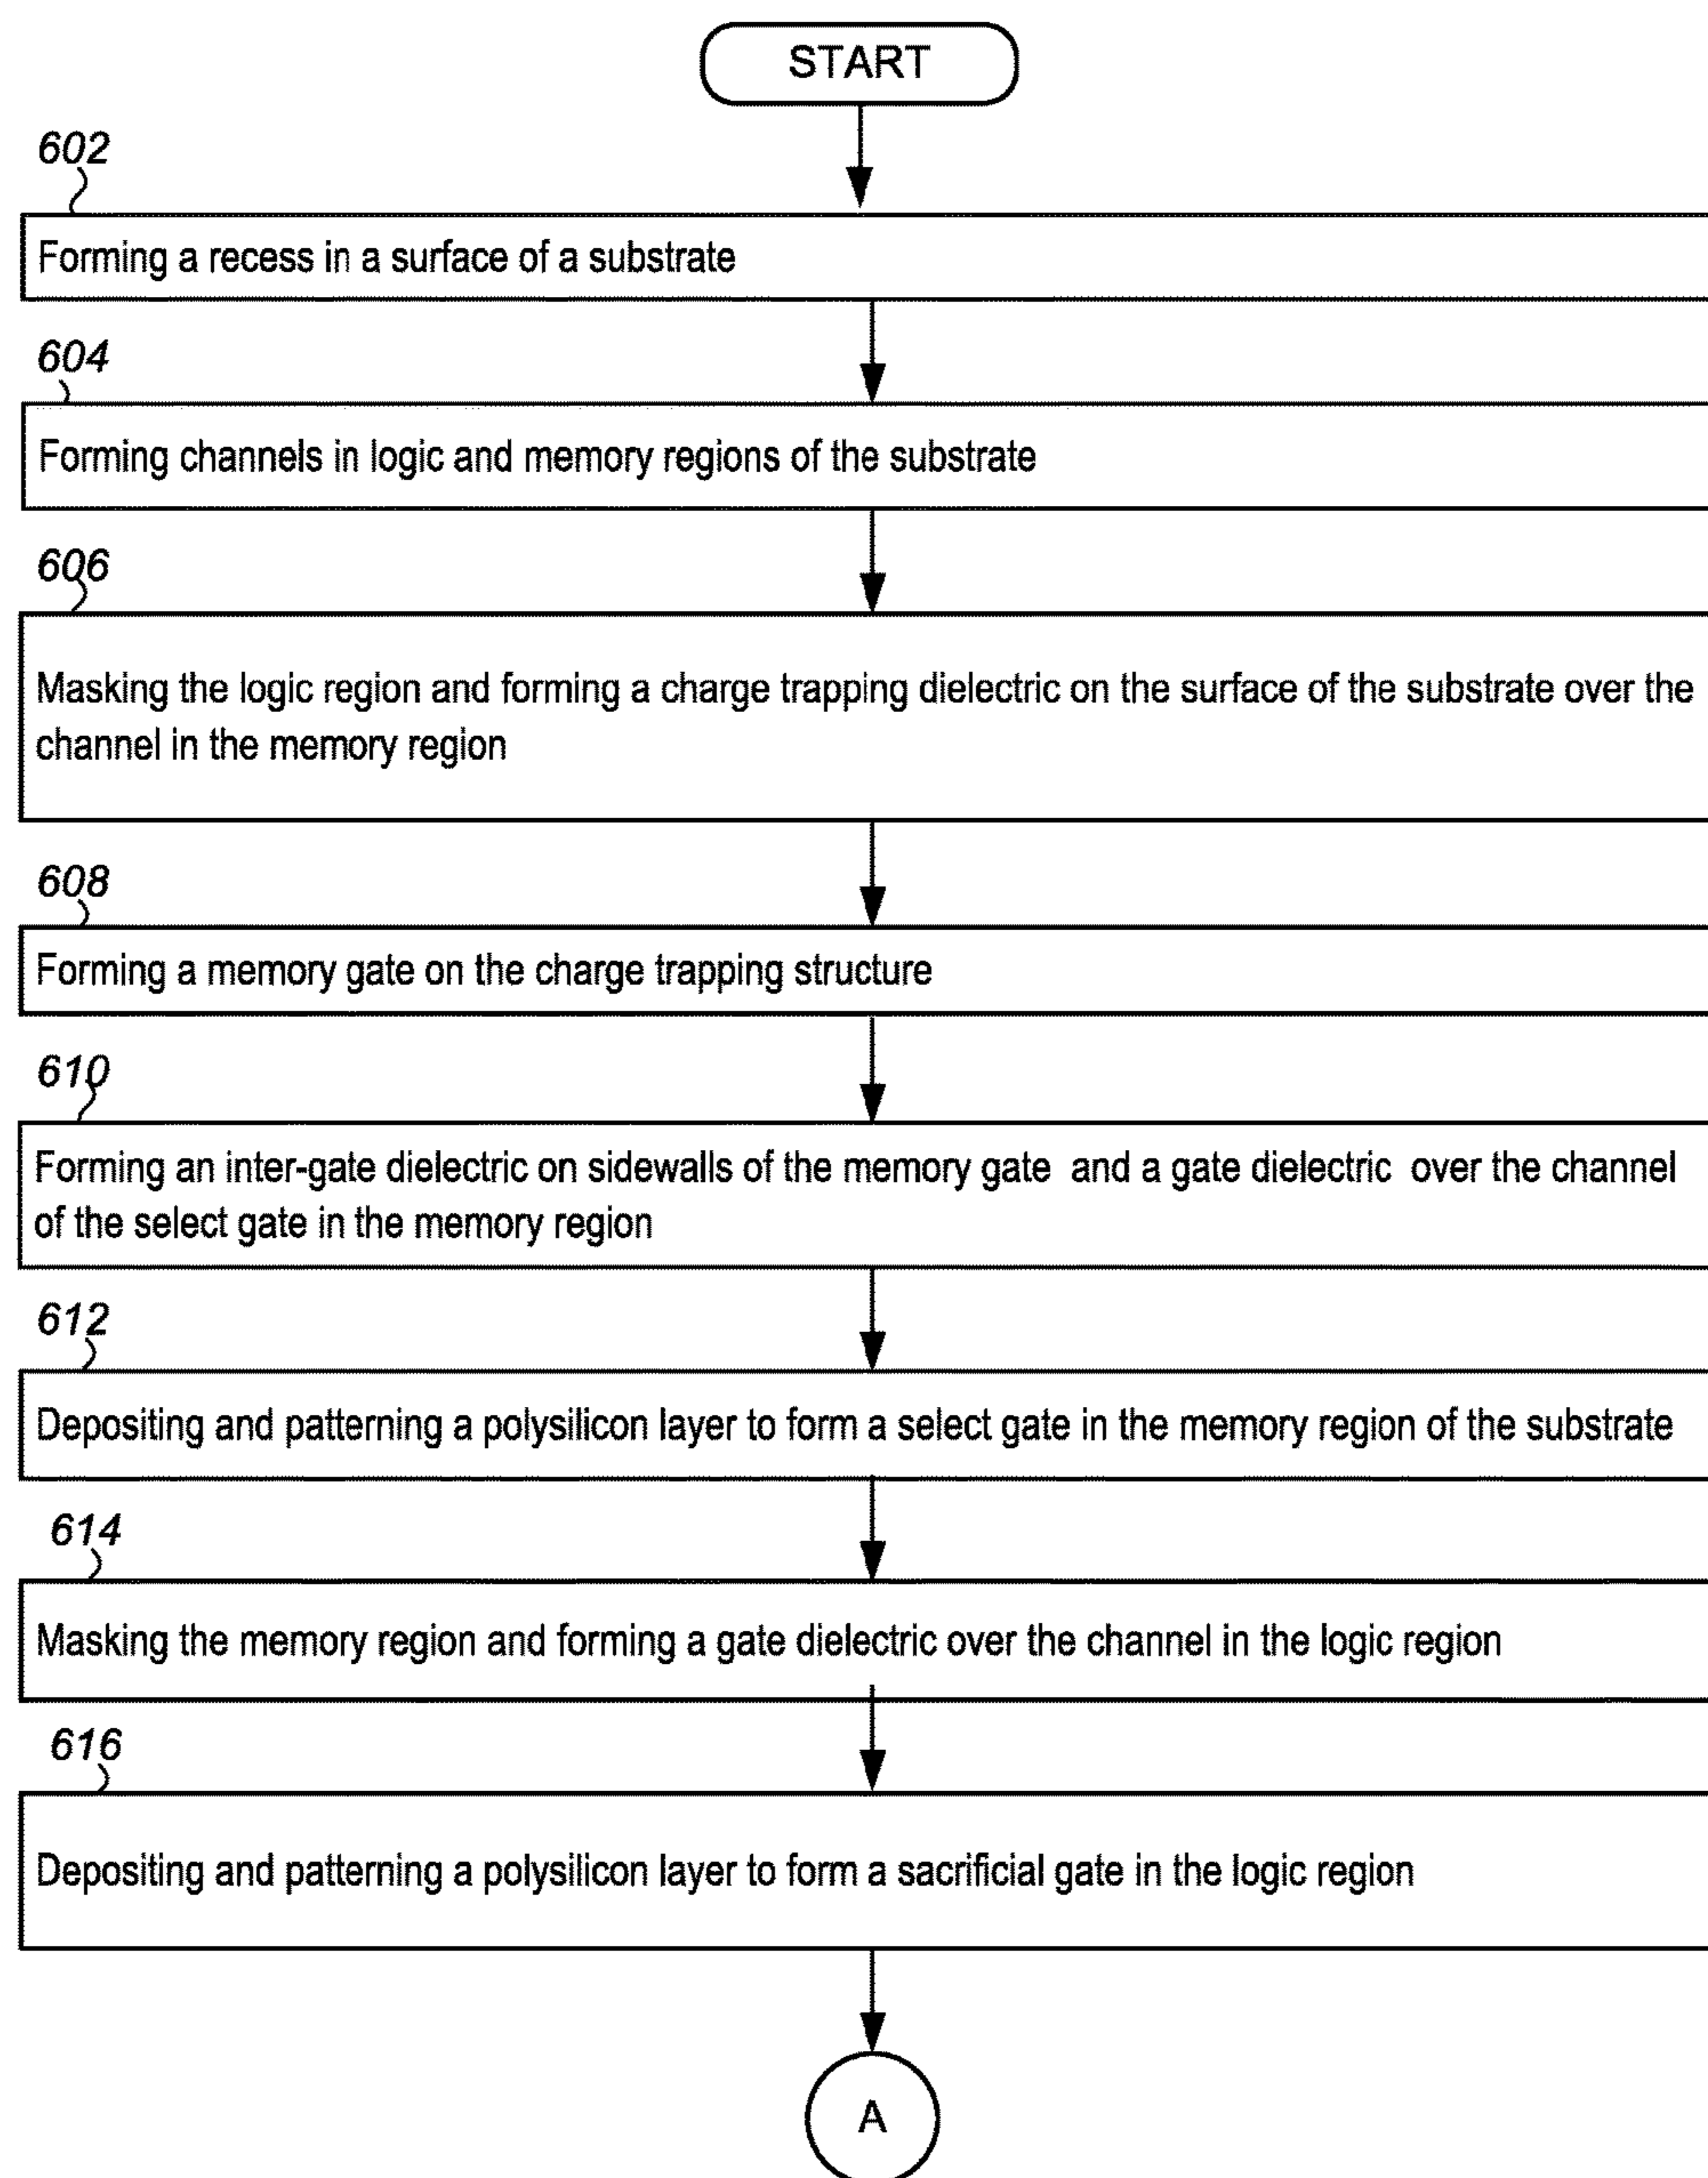 START
602
Forming a recess in a surface of a substrate
604
Forming channels in logic and memory regions of the substrate
606
Masking the logic region and forming a charge trapping dielectric on the surface of the substrate over the
channel in the memory region
608
Forming a memory gate on the charge trapping structure
610
Forming an inter-gate dielectric on sidewalls of the memory gate and a gate dielectric over the channel
of the select gate in the memory region
612
Depositing and patterning a polysilicon layer to form a select gate in the memory region of the substrate
614
Masking the memory region and forming a gate dielectric over the channel in the logic region
616
Depositing and patterning a polysilicon layer to form a sacrificial gate in the logic region
A